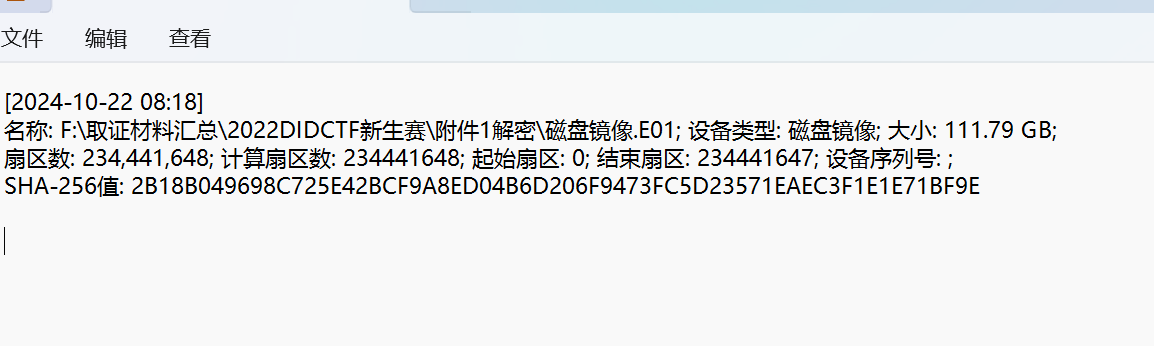 文件 编辑 查看
[2024-10-22 08:18]
名称: F:\取证材料汇总\2022DIDCTF新生赛\附件1解密\磁盘镜像.E01; 设备类型: 磁盘镜像; 大小: 111.79 GB;
扇区数: 234,441,648; 计算扇区数: 234441648; 起始扇区: 0; 结束扇区: 234441647; 设备序列号: ;
SHA-256值: 2B18B049698C725E42BCF9A8ED04B6D206F9473FC5D23571EAEC3F1E1E71BF9E